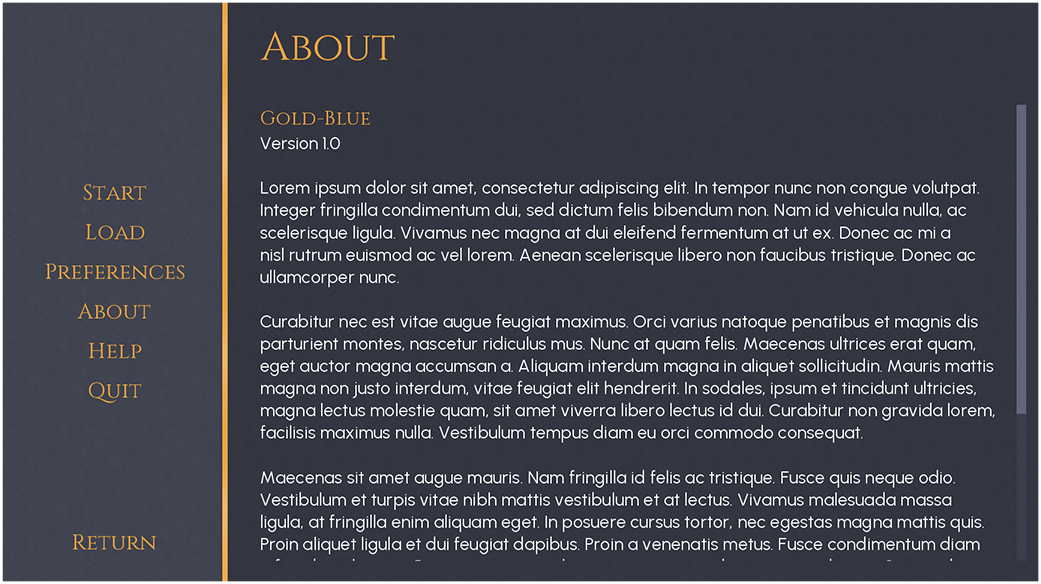 START
LOAD
PREFERENCES
ABOUT
HELP
QUIT
RETURN
ABOUT
GOLD-BLUE
Version 1.0
Lorem ipsum dolor sit amet, consectetur adipiscing elit. In tempor nunc non congue volutpat.
Integer fringilla condimentum dui, sed dictum felis bibendum non. Nam id vehicula nulla, ac
scelerisque ligula. Vivamus nec magna at dui eleifend fermentum at ut ex. Donec ac mi a
nisl rutrum euismod ac vel lorem. Aenean scelerisque libero non faucibus tristique. Donec ac
ullamcorper nunc.
Curabitur nec est vitae augue feugiat maximus. Orci varius natoque penatibus et magnis dis
parturient montes, nascetur ridiculus mus. Nunc at quam felis. Maecenas ultrices erat quam,
eget auctor magna accumsan a. Aliquam interdum magna in aliquet sollicitudin. Mauris mattis
magna non justo interdum, vitae feugiat elit hendrerit. In sodales, ipsum et tincidunt ultricies,
magna lectus molestie quam, sit amet viverra libero lectus id dui. Curabitur non gravida lorem,
facilisis maximus nulla. Vestibulum tempus diam eu orci commodo consequat.
Maecenas sit amet augue mauris. Nam fringilla id felis ac tristique. Fusce quis neque odio.
Vestibulum et turpis vitae nibh mattis vestibulum et at lectus. Vivamus malesuada massa
ligula, at fringilla enim aliquam eget. In posuere cursus tortor, nec egestas magna mattis quis.
Proin aliquet ligula et dui feugiat dapibus. Proin a venenatis metus. Fusce condimentum diam